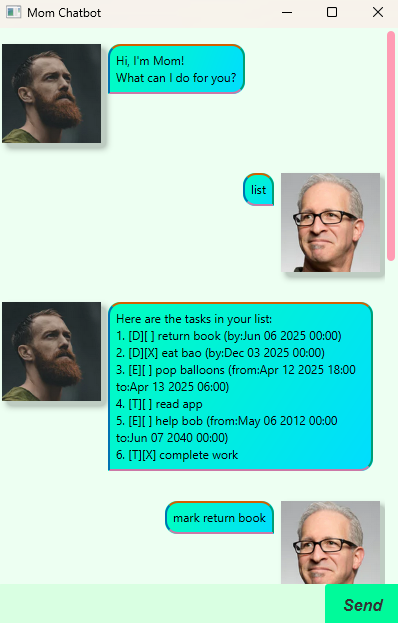 Mom Chatbot
Hi, I'm Mom!
What can I do for you?
list
Here are the tasks in your list:
1. [D][ ] return book (by:Jun 06 2025 00:00)
2. [D][X] eat bao (by:Dec 03 2025 00:00)
3. [E][ ] pop balloons (from:Apr 12 2025 18:00
to:Apr 13 2025 06:00)
4. [T][ ] read app
5. [E][ ] help bob (from:May 06 2012 00:00
to:Jun 07 2040 00:00)
6. [T][X] complete work
mark return book
Send